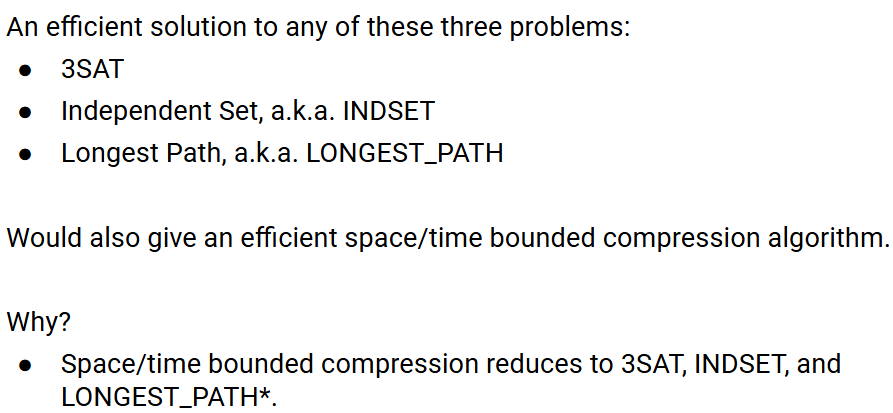 An efficient solution to any of these three problems:
● 3SAT
● Independent Set, a.k.a. INDSET
● Longest Path, a.k.a. LONGEST_PATH
Would also give an efficient space/time bounded compression algorithm.
Why?
● Space/time bounded compression reduces to 3SAT, INDSET, and
LONGEST_PATH*.